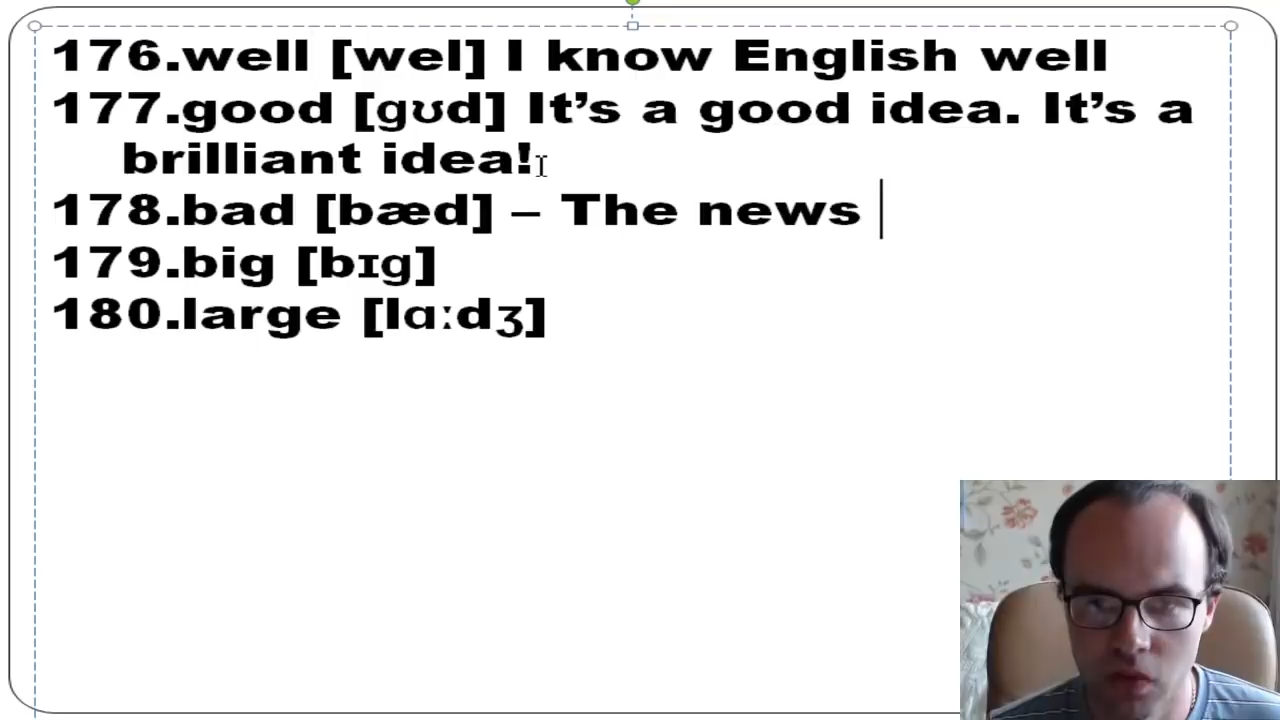 176.well [wel] I know English well
177.good [gʊd] It’s a good idea. It’s a
brilliant idea!
178.bad [bæd] – The news
179.big [bɪg]
180.large [lɑːdʒ]